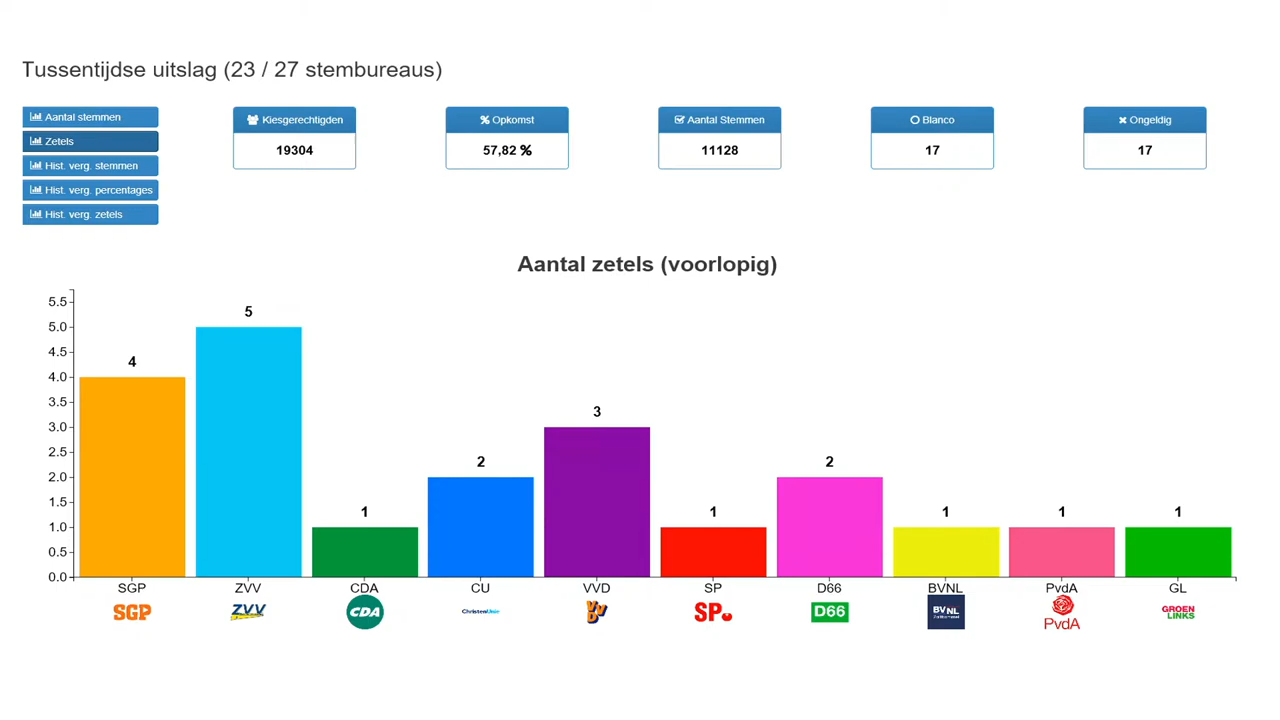 Tussentijdse uitslag (23 / 27 stembureaus)
Aantal stemmen
Zetels
Hist. verg. stemmen
Hist. verg. percentages
Hist. verg. zetels
Kiesgerechtigden
19304
% Opkomst
57,82 %
Aantal Stemmen
11128
Blanco
17
Ongeldig
17
Aantal zetels (voorlopig)
5.5
5.0
4.5
4.0
3.5
3.0
2.5
2.0
1.5
1.0
0.5
0.0
4
5
1
2
3
1
2
1
1
1
SGP
ZVV
CDA
CU
VVD
SP
D66
BVNL
PvdA
GL
SGP
ZVV
CDA
ChristenUnie
VVD
SP
D66
BVNL
PvdA
GROEN
LINKS